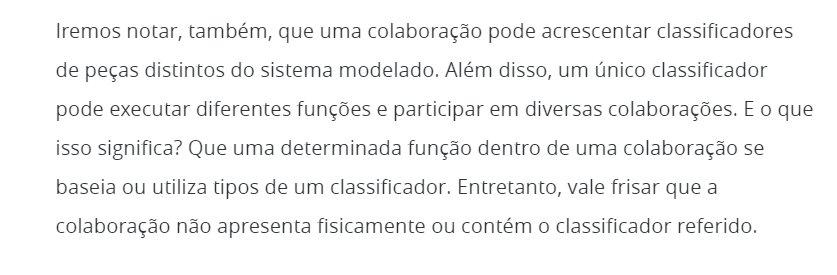 Iremos notar, também, que uma colaboração pode acrescentar classificadores
de peças distintos do sistema modelado. Além disso, um único classificador
pode executar diferentes funções e participar em diversas colaborações. E o que
isso significa? Que uma determinada função dentro de uma colaboração se
baseia ou utiliza tipos de um classificador. Entretanto, vale frisar que a
colaboração não apresenta fisicamente ou contém o classificador referido.